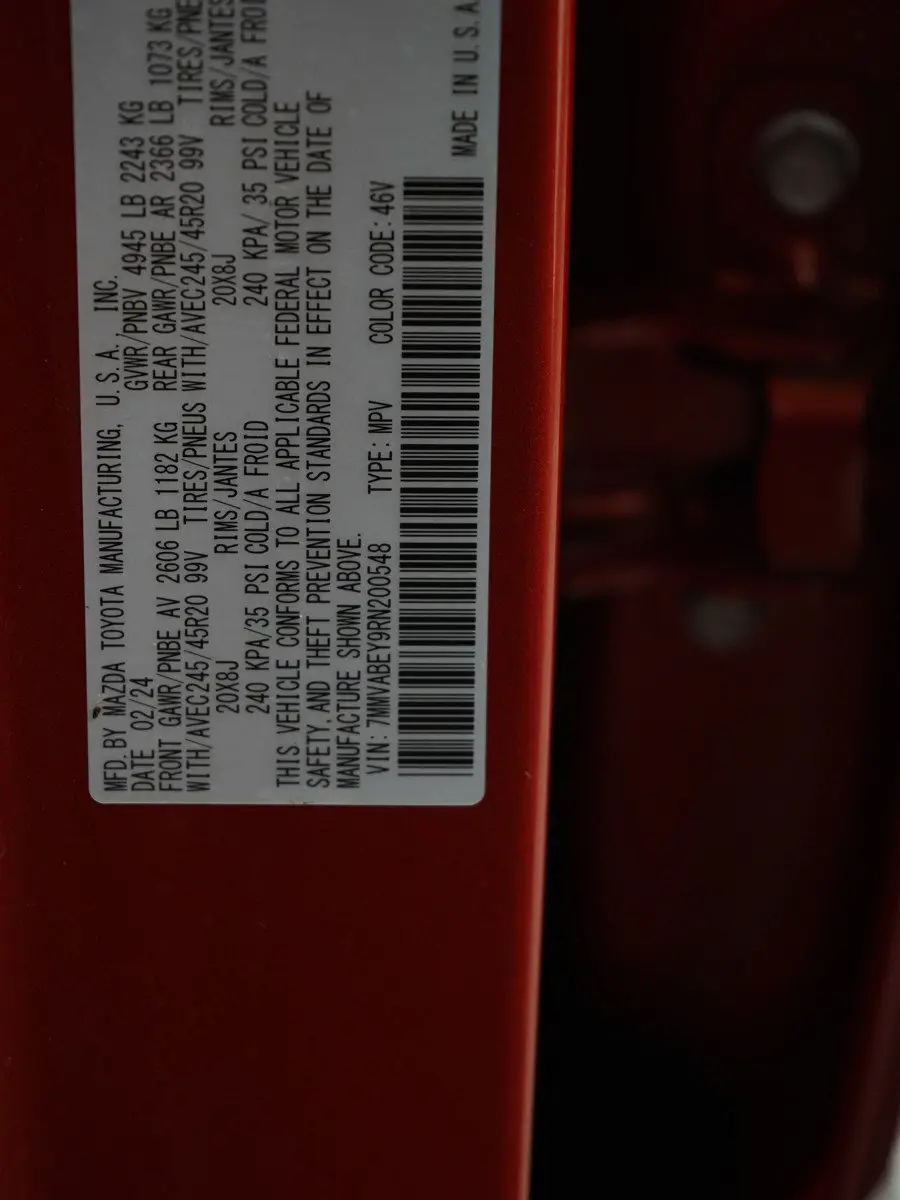 MFD. BY MAZDA TOYOTA MANUFACTURING, U.S.A. INC.
DATE 02/24 GVWR/PNBV 4945 LB 2243 KG
FRONT GAWR/PNBE AV 2606 LB 1182 KG REAR GAWR/PNBE AR 2366 LB 1073 KG
WITH/AVEC245/45R20 99V TIRES/PNEUS WITH/AVEC245/45R20 99V TIRES/PNE
20X8J RIMS/JANTES 20X8J RIMS/JANTES
240 KPA/35 PSI COLD/A FROID 240 KPA/ 35 PSI COLD/A FROI
THIS VEHICLE CONFORMS TO ALL APPLICABLE FEDERAL MOTOR VEHICLE
SAFETY, AND THEFT PREVENTION STANDARDS IN EFFECT ON THE DATE OF
MANUFACTURE SHOWN ABOVE.
VIN: 7MMVABEY9RN200548 TYPE: MPV COLOR CODE: 46V
MADE IN U.S.A